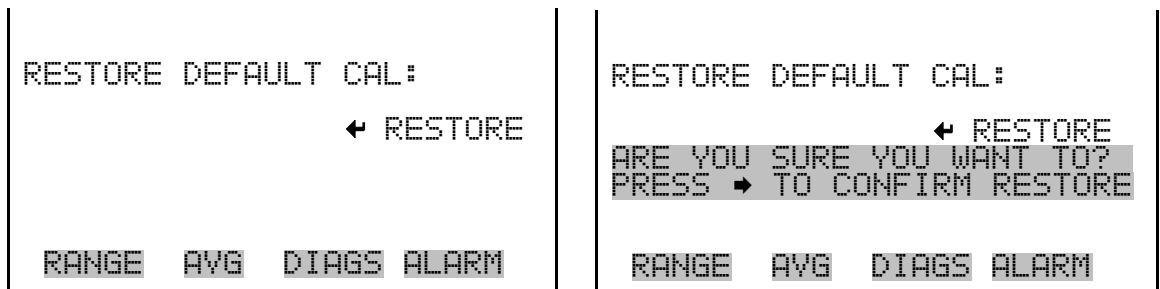 RESTORE DEFAULT CAL:
↵ RESTORE
RANGE AVG DIAGS ALARM
RESTORE DEFAULT CAL:
↵ RESTORE
ARE YOU SURE YOU WANT TO?
PRESS → TO CONFIRM RESTORE
RANGE AVG DIAGS ALARM